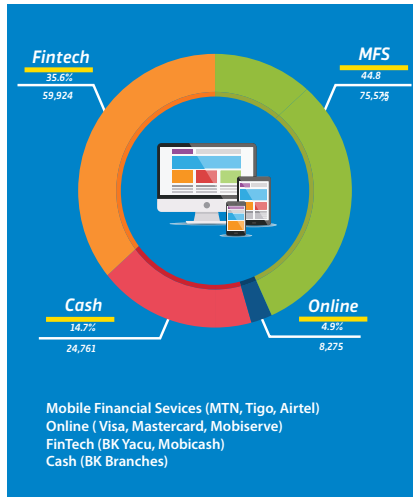 Fintech
35.6%
59,924
MFS
44.8
75,575
%
Cash
14.7%
24,761
Online
4.9%
8,275
Mobile Financial Sevices (MTN, Tigo, Airtel)
Online ( Visa, Mastercard, Mobiserve)
FinTech (BK Yacu, Mobicash)
Cash (BK Branches)